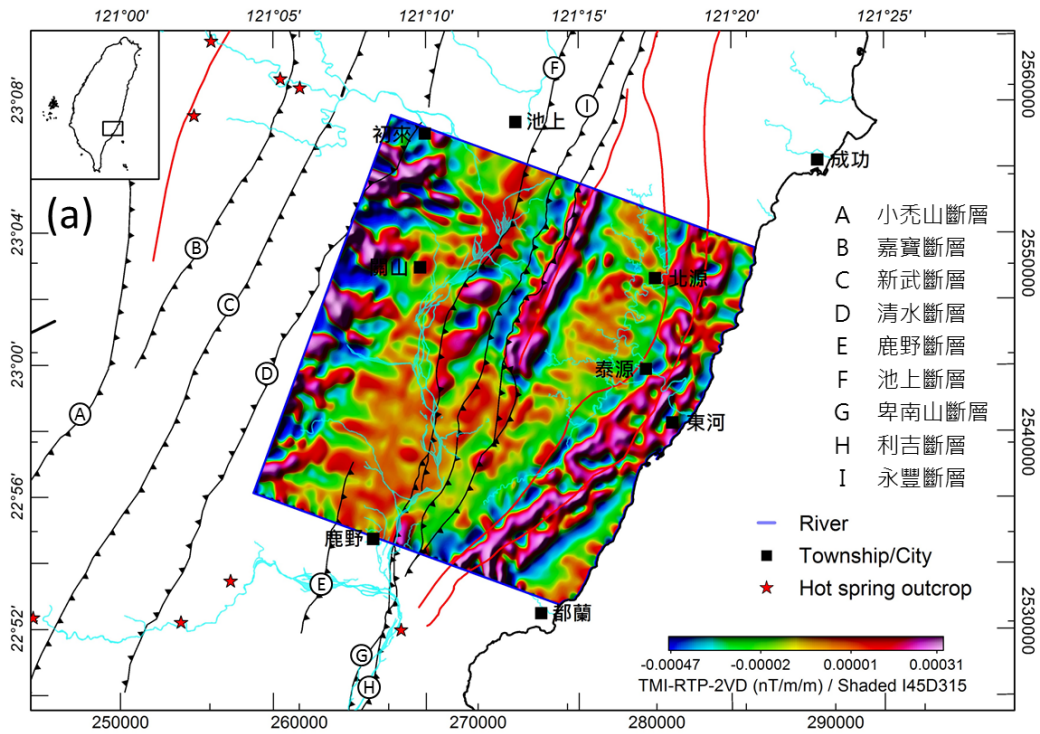 121°00' 121°05' 121°10' 121°15' 121°20' 121°25'
23°08'
23°04'
23°00'
22°56'
22°52'
2560000
2550000
2540000
2530000
(a)
F
I
B
C
D
A
E
G
H
初來
池上
成功
關山
北源
泰源
東河
鹿野
都蘭
A 小禿山斷層
B 嘉寶斷層
C 新武斷層
D 清水斷層
E 鹿野斷層
F 池上斷層
G 卑南山斷層
H 利吉斷層
I 永豐斷層
River
Township/City
Hot spring outcrop
-0.00047 -0.00002 0.00001 0.00031
TMI-RTP-2VD (nT/m/m) / Shaded I45D315
250000 260000 270000 280000 290000